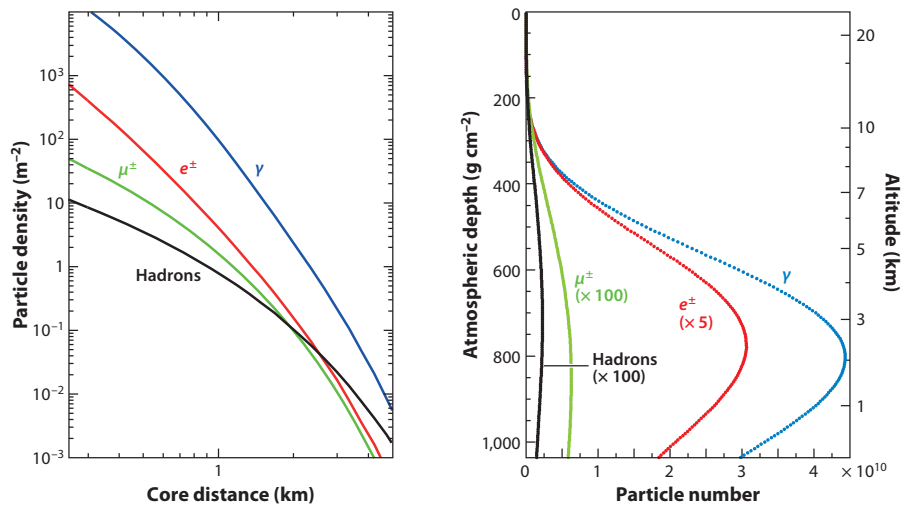 10³
10²
10
1
10⁻¹
10⁻²
10⁻³
Particle density (m⁻²)
μ±
e±
γ
Hadrons
1
Core distance (km)
0
200
400
600
800
1,000
Atmospheric depth (g cm⁻²)
20
10
7
5
3
1
Altitude (km)
γ
μ±
(× 100)
e±
(× 5)
Hadrons
(× 100)
0 1 2 3 4 × 10¹⁰
Particle number